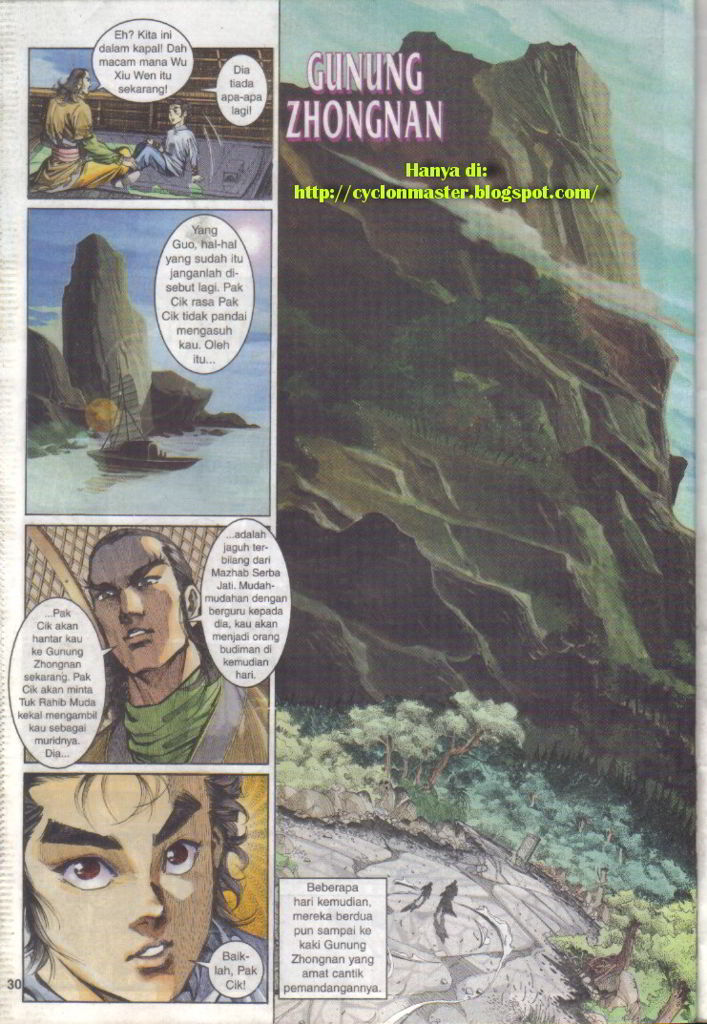 Eh? Kita ini
dalam kapal! Dah
macam mana Wu
Xiu Wen itu
sekarang!
Dia
tiada
apa-apa
lagi!
Yang
Guo, hal-hal
yang sudah itu
janganlah di-
sebut lagi. Pak
Cik rasa Pak
Cik tidak pandai
mengasuh
kau. Oleh
itu...
...Pak
Cik akan
hantar kau
ke Gunung
Zhongnan
sekarang. Pak
Cik akan minta
Tuk Rahib Muda
kekal mengambil
kau sebagai
muridnya.
Dia...
...adalah
jaguh ter-
bilang dari
Mazhab Serba
Jati. Mudah-
mudahan dengan
berguru kepada
dia, kau akan
menjadi orang
budiman di
kemudian
hari.
Baik-
lah, Pak
Cik!
30
GUNUNG
ZHONGNAN
Hanya di:
http://cyclonmaster.blogspot.com/
Beberapa
hari kemudian,
mereka berdua
pun sampai ke
kaki Gunung
Zhongnan yang
amat cantik
pemandangannya.